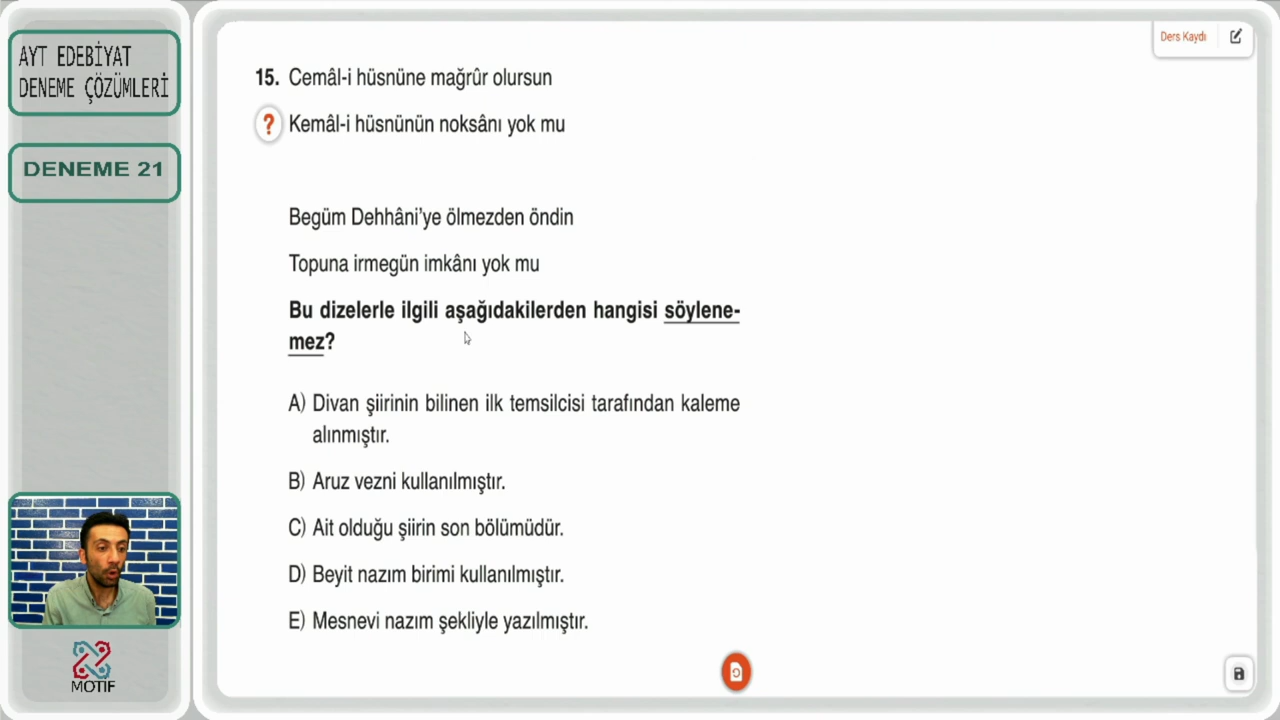 AYT EDEBİYAT
DENEME ÇÖZÜMLERİ
DENEME 21
MOTIF
Ders Kaydı
15. Cemâl-i hüsnüne mağrûr olursun
? Kemâl-i hüsnünün noksânı yok mu
Begüm Dehhâni'ye ölmezden öndin
Topuna irmegün imkânı yok mu
Bu dizelerle ilgili aşağıdakilerden hangisi söylene-
mez?
A) Divan şiirinin bilinen ilk temsilcisi tarafından kaleme
alınmıştır.
B) Aruz vezni kullanılmıştır.
C) Ait olduğu şiirin son bölümüdür.
D) Beyit nazım birimi kullanılmıştır.
E) Mesnevi nazım şekliyle yazılmıştır.